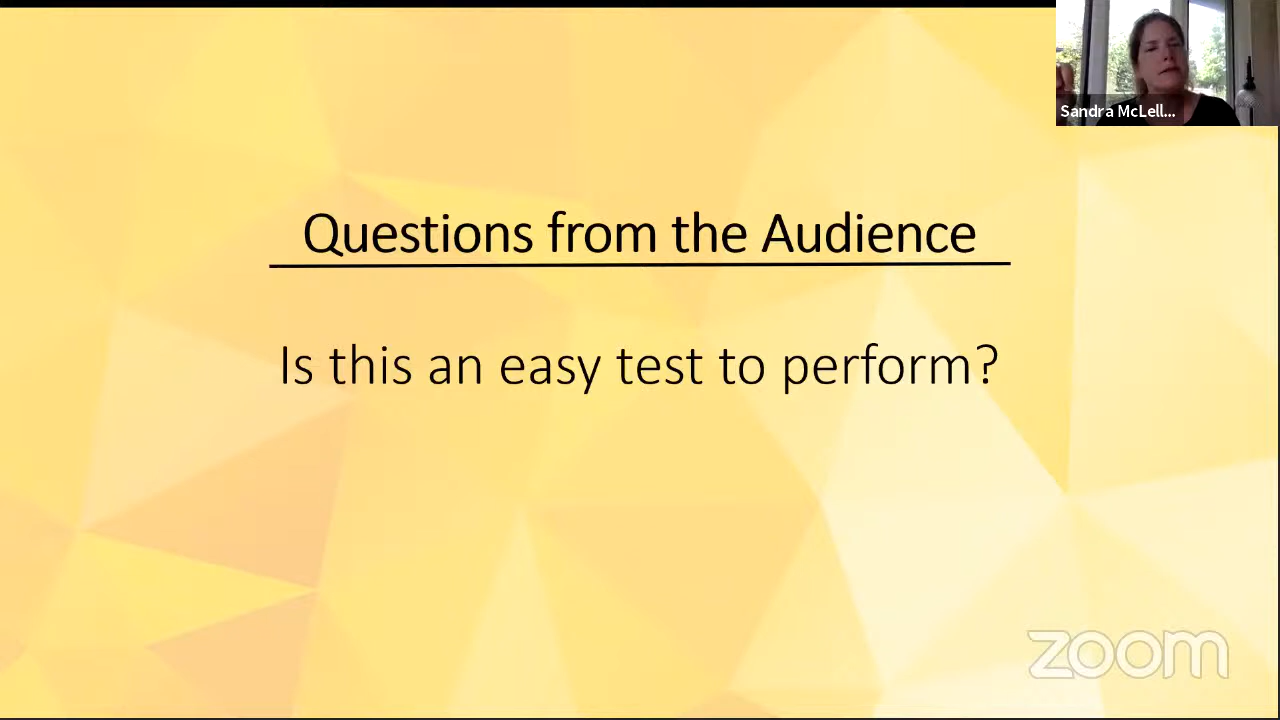 Sandra McLell...
Questions from the Audience
Is this an easy test to perform?
zoom